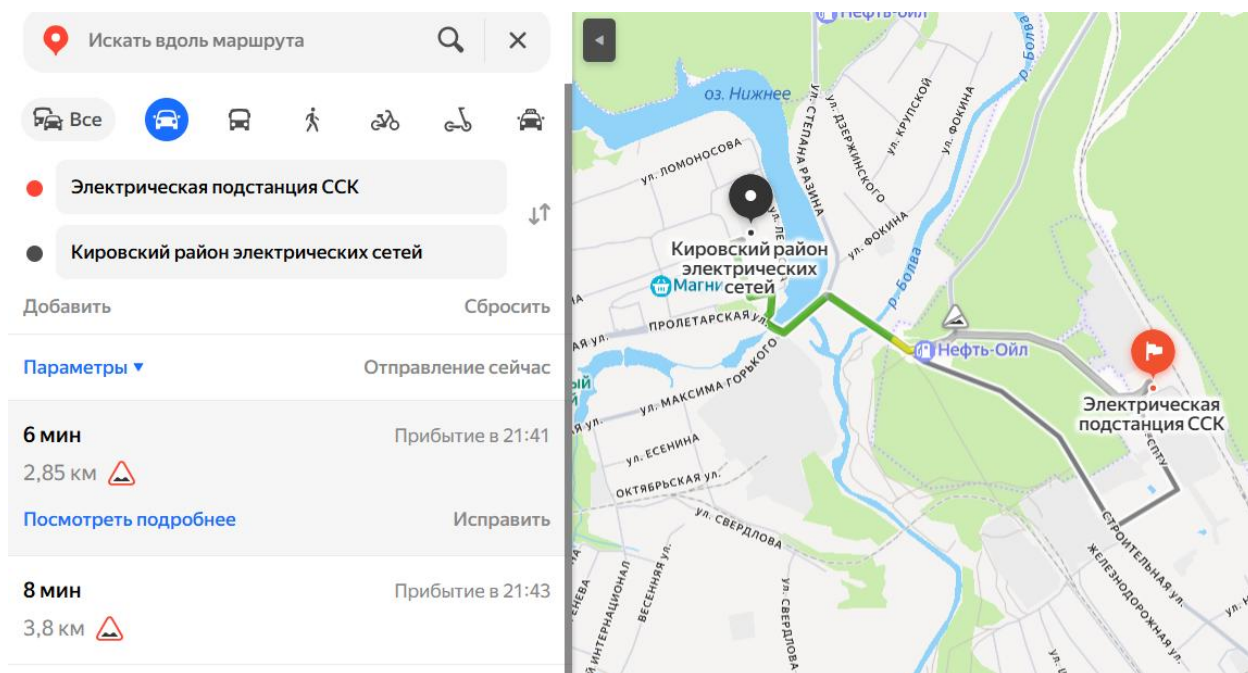 Искать вдоль маршрута
Все
Электрическая подстанция ССК
Кировский район электрических сетей
Добавить
Сбросить
Параметры ▾
Отправление сейчас
6 мин
Прибытие в 21:41
2,85 км
Посмотреть подробнее
Исправить
8 мин
Прибытие в 21:43
3,8 км
Нефть-Ойл
р. Болва
оз. Нижнее
ул. СТЕПАНА РАЗИНА
ул. ДЗЕРЖИНСКОГО
ул. КРУПСКОЙ
ул. ФОКИНА
ул. ЛОМОНОСОВА
ул. ЛЕ
ул. ФОКИНА
Кировский район
электрических
сетей
Магни
р. Болва
ПРОЛЕТАРСКАЯ ул.
Нефть-Ойл
ул. МАКСИМА ГОРЬКОГО
Электрическая
подстанция ССК
СПТУ
ул. ЕСЕНИНА
ОКТЯБРЬСКАЯ ул.
ул. СВЕРДЛОВА
СТРОИТЕЛЬНАЯ ул.
ЖЕЛЕЗНОДОРОЖНАЯ ул.
ВЕСЕННЯЯ ул.
ИНТЕРНАЦИОНАЛ
ул. СВЕРДЛОВА